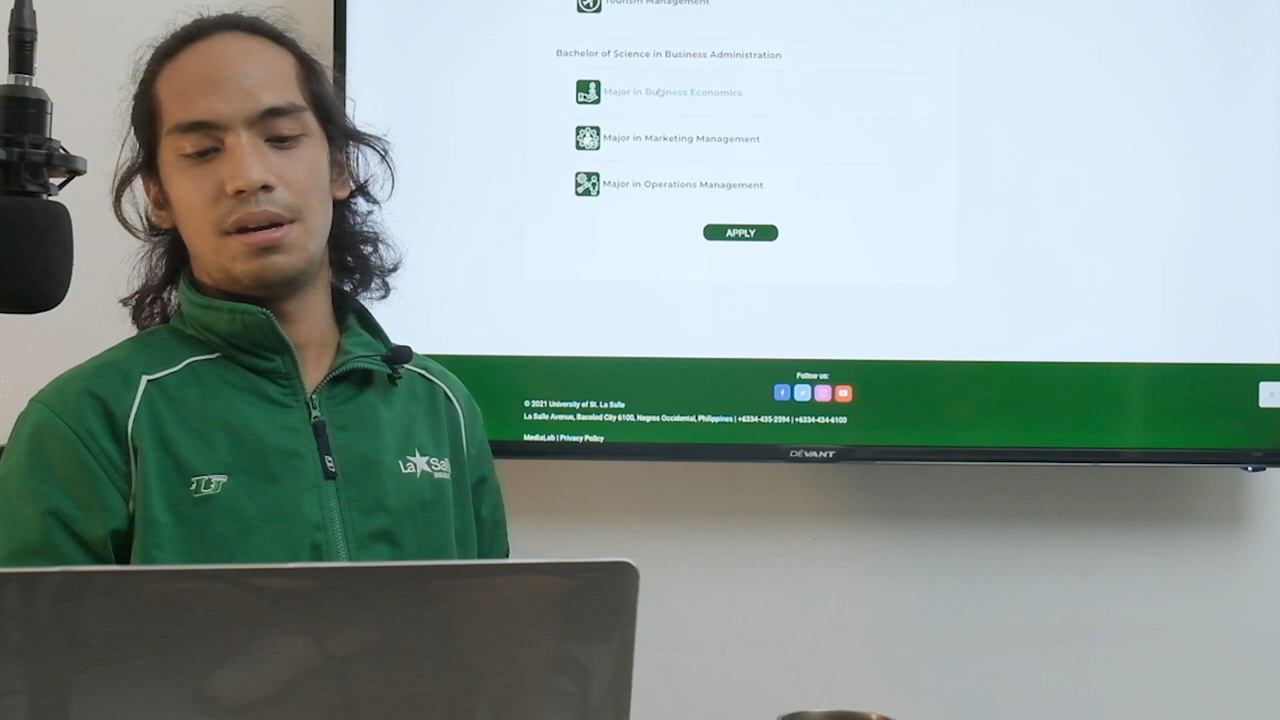 Tourism Management
Bachelor of Science in Business Administration
Major in Business Economics
Major in Marketing Management
Major in Operations Management
APPLY
Follow us:
© 2021 University of St. La Salle
La Salle Avenue, Bacolod City 6100, Negros Occidental, Philippines | +6334-435-2594 | +6334-434-6100
MediaLab | Privacy Policy
DEVANT
La Sall